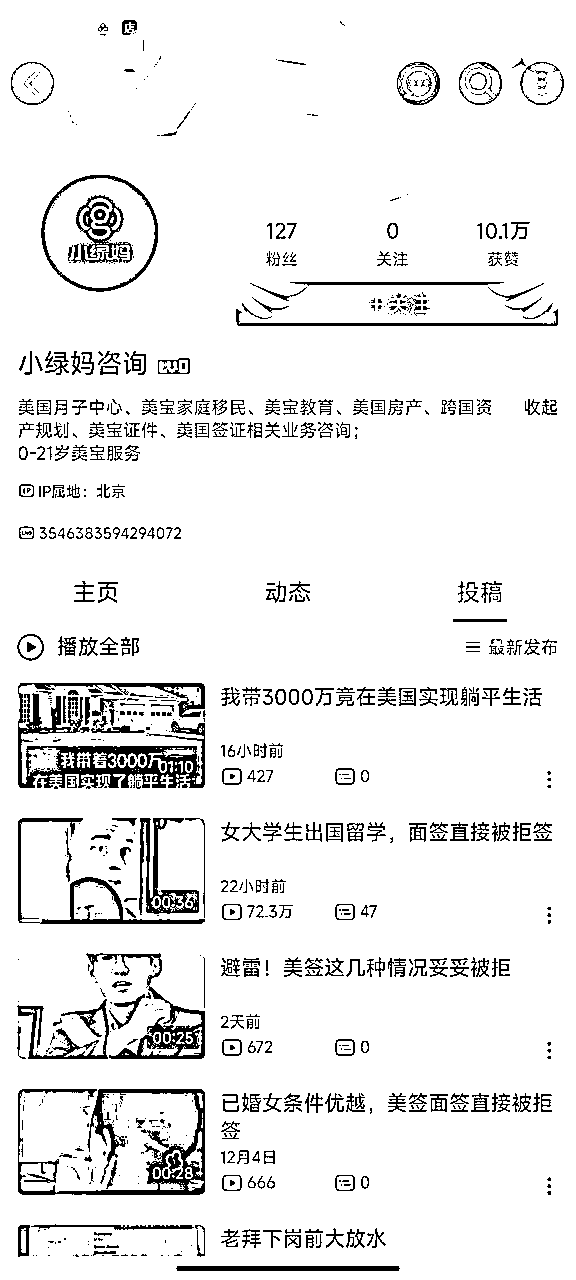 店
小绿妈
127
0
10.1万
粉丝
关注
获赞
+关注
小绿妈咨询 LV0
美国月子中心、美宝家庭移民、美宝教育、美国房产、跨国资 收起
产规划、美宝证件、美国签证相关业务咨询；
0-21岁美宝服务
IP属地：北京
3546383594294072
主页
动态
投稿
播放全部
最新发布
我带着3000万
在美国实现了躺平生活
01:10
我带3000万竟在美国实现躺平生活
16小时前
427
0
00:36
女大学生出国留学，面签直接被拒签
22小时前
72.3万
47
00:25
避雷！美签这几种情况妥妥被拒
2天前
672
0
00:28
已婚女条件优越，美签面签直接被拒
签
12月4日
666
0
老拜下岗前大放水